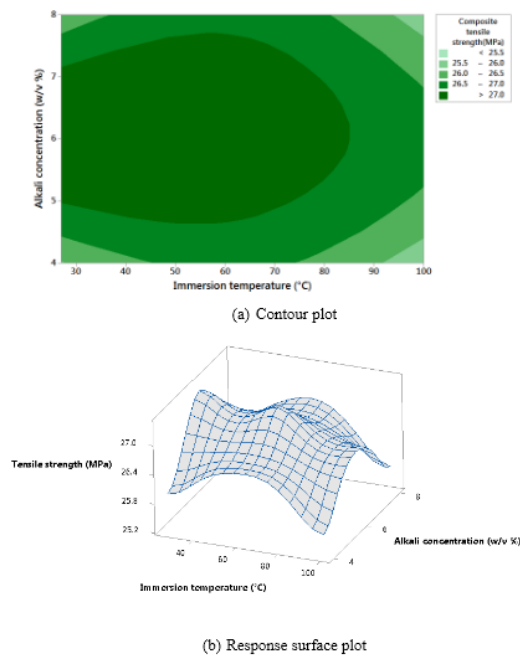 Composite
tensile
strength(MPa)
< 25.5
25.5 – 26.0
26.0 – 26.5
26.5 – 27.0
> 27.0
8
7
6
5
4
Alkali concentration (w/v %)
30 40 50 60 70 80 90 100
Immersion temperature (°C)
(a) Contour plot
27.0
26.4
25.8
25.2
Tensile strength (MPa)
40 60 80 100
Immersion temperature (°C)
4 6 8
Alkali concentration (w/v %)
(b) Response surface plot